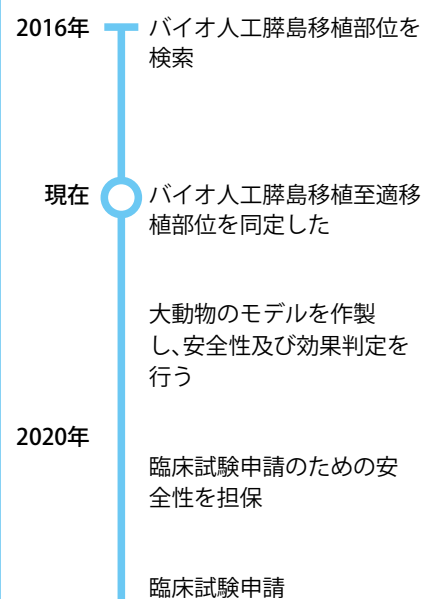 2016年 バイオ人工膵島移植部位を
検索
現在 バイオ人工膵島移植至適移
植部位を同定した
大動物のモデルを作製
し、安全性及び効果判定を
行う
2020年
臨床試験申請のための安
全性を担保
臨床試験申請